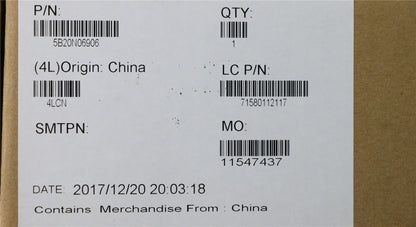 P/N: QTY:
5B20N06906 1
(4L)Origin: China LC P/N:
4LCN 71580112117
SMTPN: MO:
11547437
DATE: 2017/12/20 20:03:18
Contains Merchandise From : China